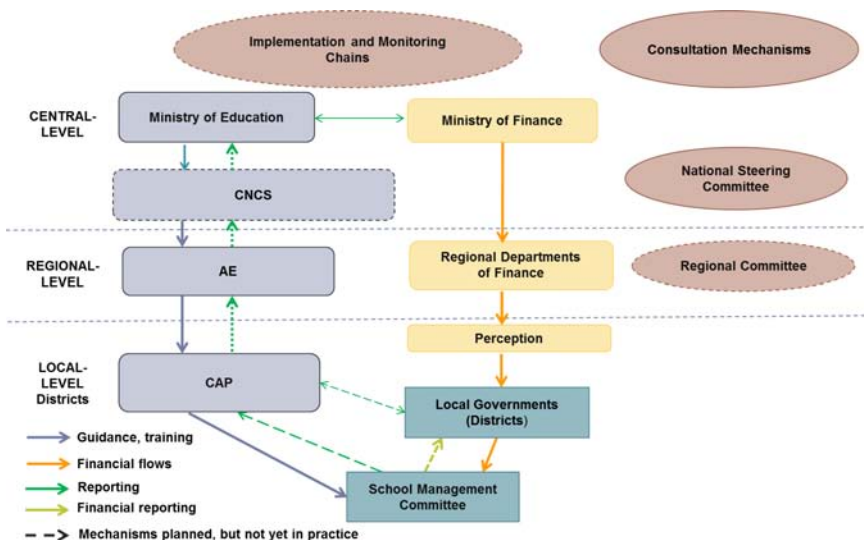 Implementation and Monitoring
Chains
Consultation Mechanisms
CENTRAL-
LEVEL
Ministry of Education
Ministry of Finance
CNCS
National Steering
Committee
REGIONAL-
LEVEL
AE
Regional Departments
of Finance
Regional Committee
Perception
LOCAL-
LEVEL
Districts
CAP
Local Governments
(Districts)
Guidance, training
Financial flows
Reporting
Financial reporting
Mechanisms planned, but not yet in practice
School Management
Committee